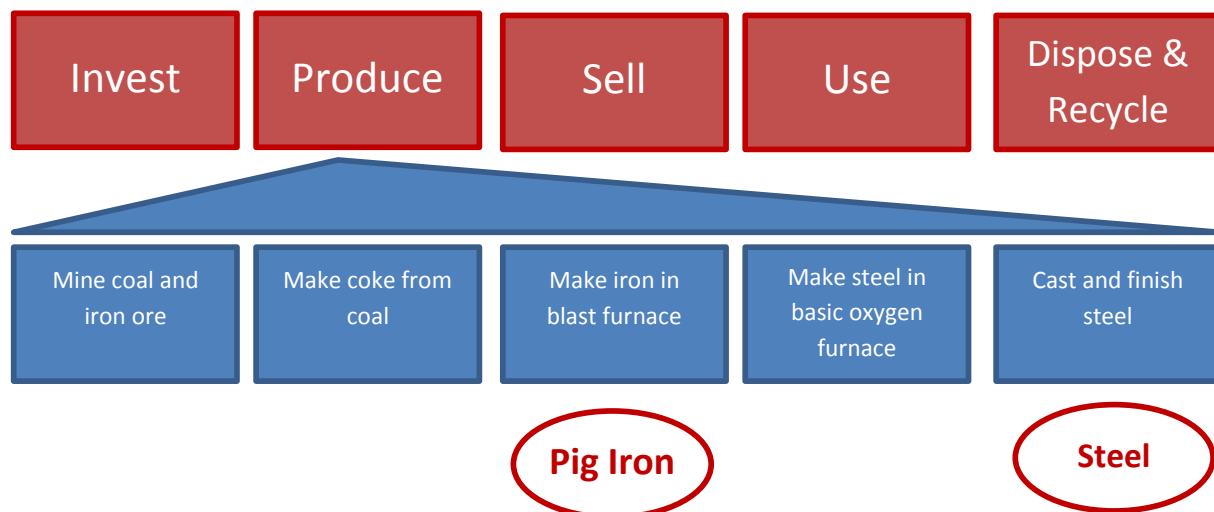 Invest
Produce
Sell
Use
Dispose &
Recycle
Mine coal and
iron ore
Make coke from
coal
Make iron in
blast furnace
Make steel in
basic oxygen
furnace
Cast and finish
steel
Pig Iron
Steel